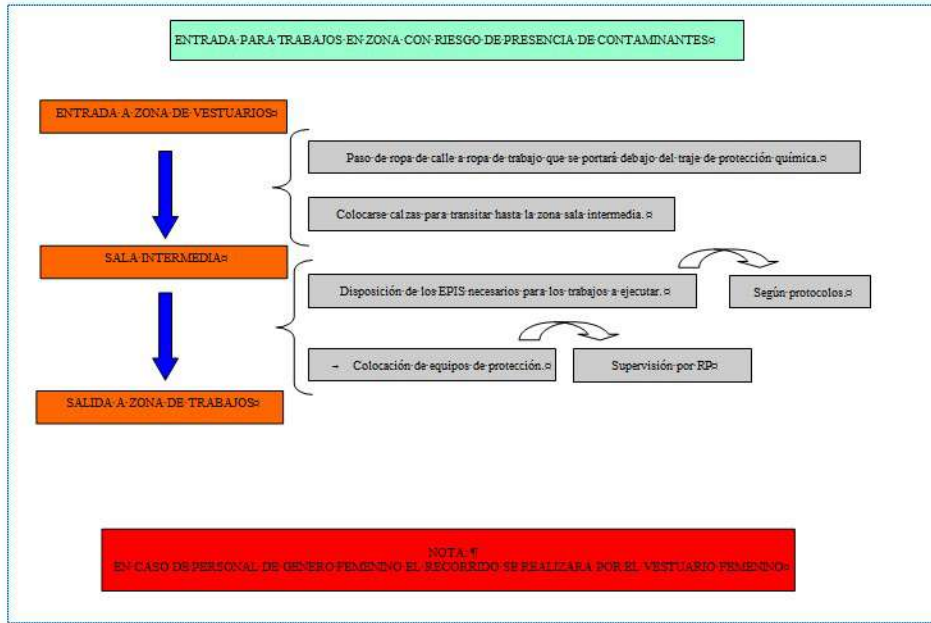 ENTRADA·PARA·TRABAJOS·EN·ZONA·CON·RIESGO·DE·PRESENCIA·DE·CONTAMINANTES¤
ENTRADA·A·ZONA·DE·VESTUARIOS¤
Paso·de·ropa·de·calle·a·ropa·de·trabajo·que·se·portará·debajo·del·traje·de·protección·química.¤
Colocarse·calzas·para·transitar·hasta·la·zona·sala·intermedia.·¤
SALA·INTERMEDIA¤
Disposición·de·los·EPIS·necesarios·para·los·trabajos·a·ejecutar.·¤
Según·protocolos.¤
→ Colocación·de·equipos·de·protección.¤
Supervisión·por·RP¤
SALIDA·A·ZONA·DE·TRABAJOS¤
NOTA:·¶
EN·CASO·DE·PERSONAL·DE·GENERO·FEMENINO·EL·RECORRIDO·SE·REALIZARA·POR·EL·VESTUARIO·FEMENINO¤